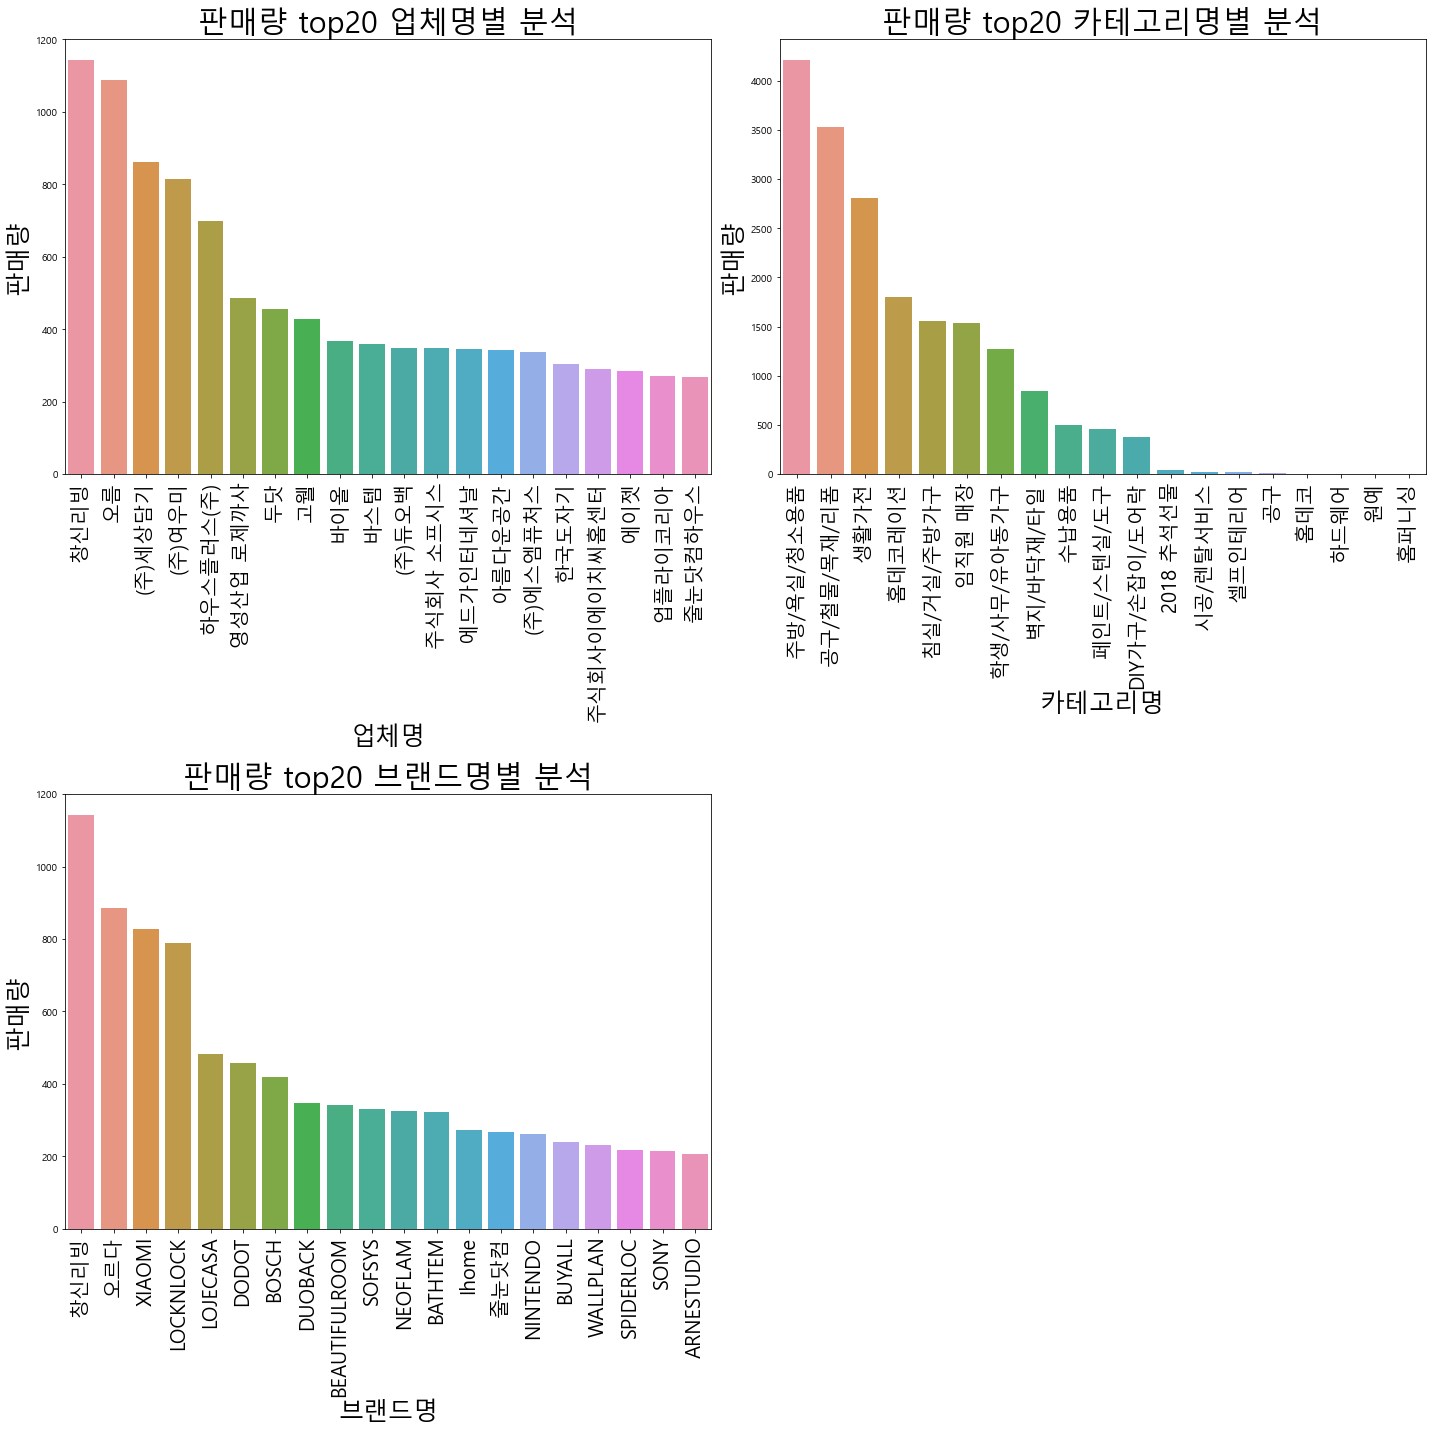 판매량 top20 업체명별 분석
1200
1000
800
600
400
200
0
판매량
창신리빙
오름
(주)세상담기
(주)여우미
하우스플러스(주)
영성산업 로제까사
두닷
고웰
바이올
바스템
(주)듀오백
주식회사 소프시스
에드가인터네셔날
아름다운공간
(주)에스엠퓨처스
한국도자기
주식회사이에이치씨홈센터
에이젯
업플라이코리아
줄눈닷컴하우스
업체명
판매량 top20 카테고리명별 분석
4000
3500
3000
2500
2000
1500
1000
500
0
판매량
주방/욕실/청소용품
공구/철물/목재/리폼
생활가전
홈데코레이션
침실/거실/주방가구
임직원 매장
학생/사무/유아동가구
벽지/바닥재/타일
수납용품
페인트/스텐실/도구
DIY가구/손잡이/도어락
2018 추석선물
시공/렌탈서비스
셀프인테리어
공구
홈데코
하드웨어
원예
홈퍼니싱
카테고리명
판매량 top20 브랜드명별 분석
1200
1000
800
600
400
200
0
판매량
창신리빙
오르다
XIAOMI
LOCKNLOCK
LOJECASA
DODOT
BOSCH
DUOBACK
BEAUTIFULROOM
SOFSYS
NEOFLAM
BATHTEM
lhome
줄눈닷컴
NINTENDO
BUYALL
WALLPLAN
SPIDERLOC
SONY
ARNESTUDIO
브랜드명